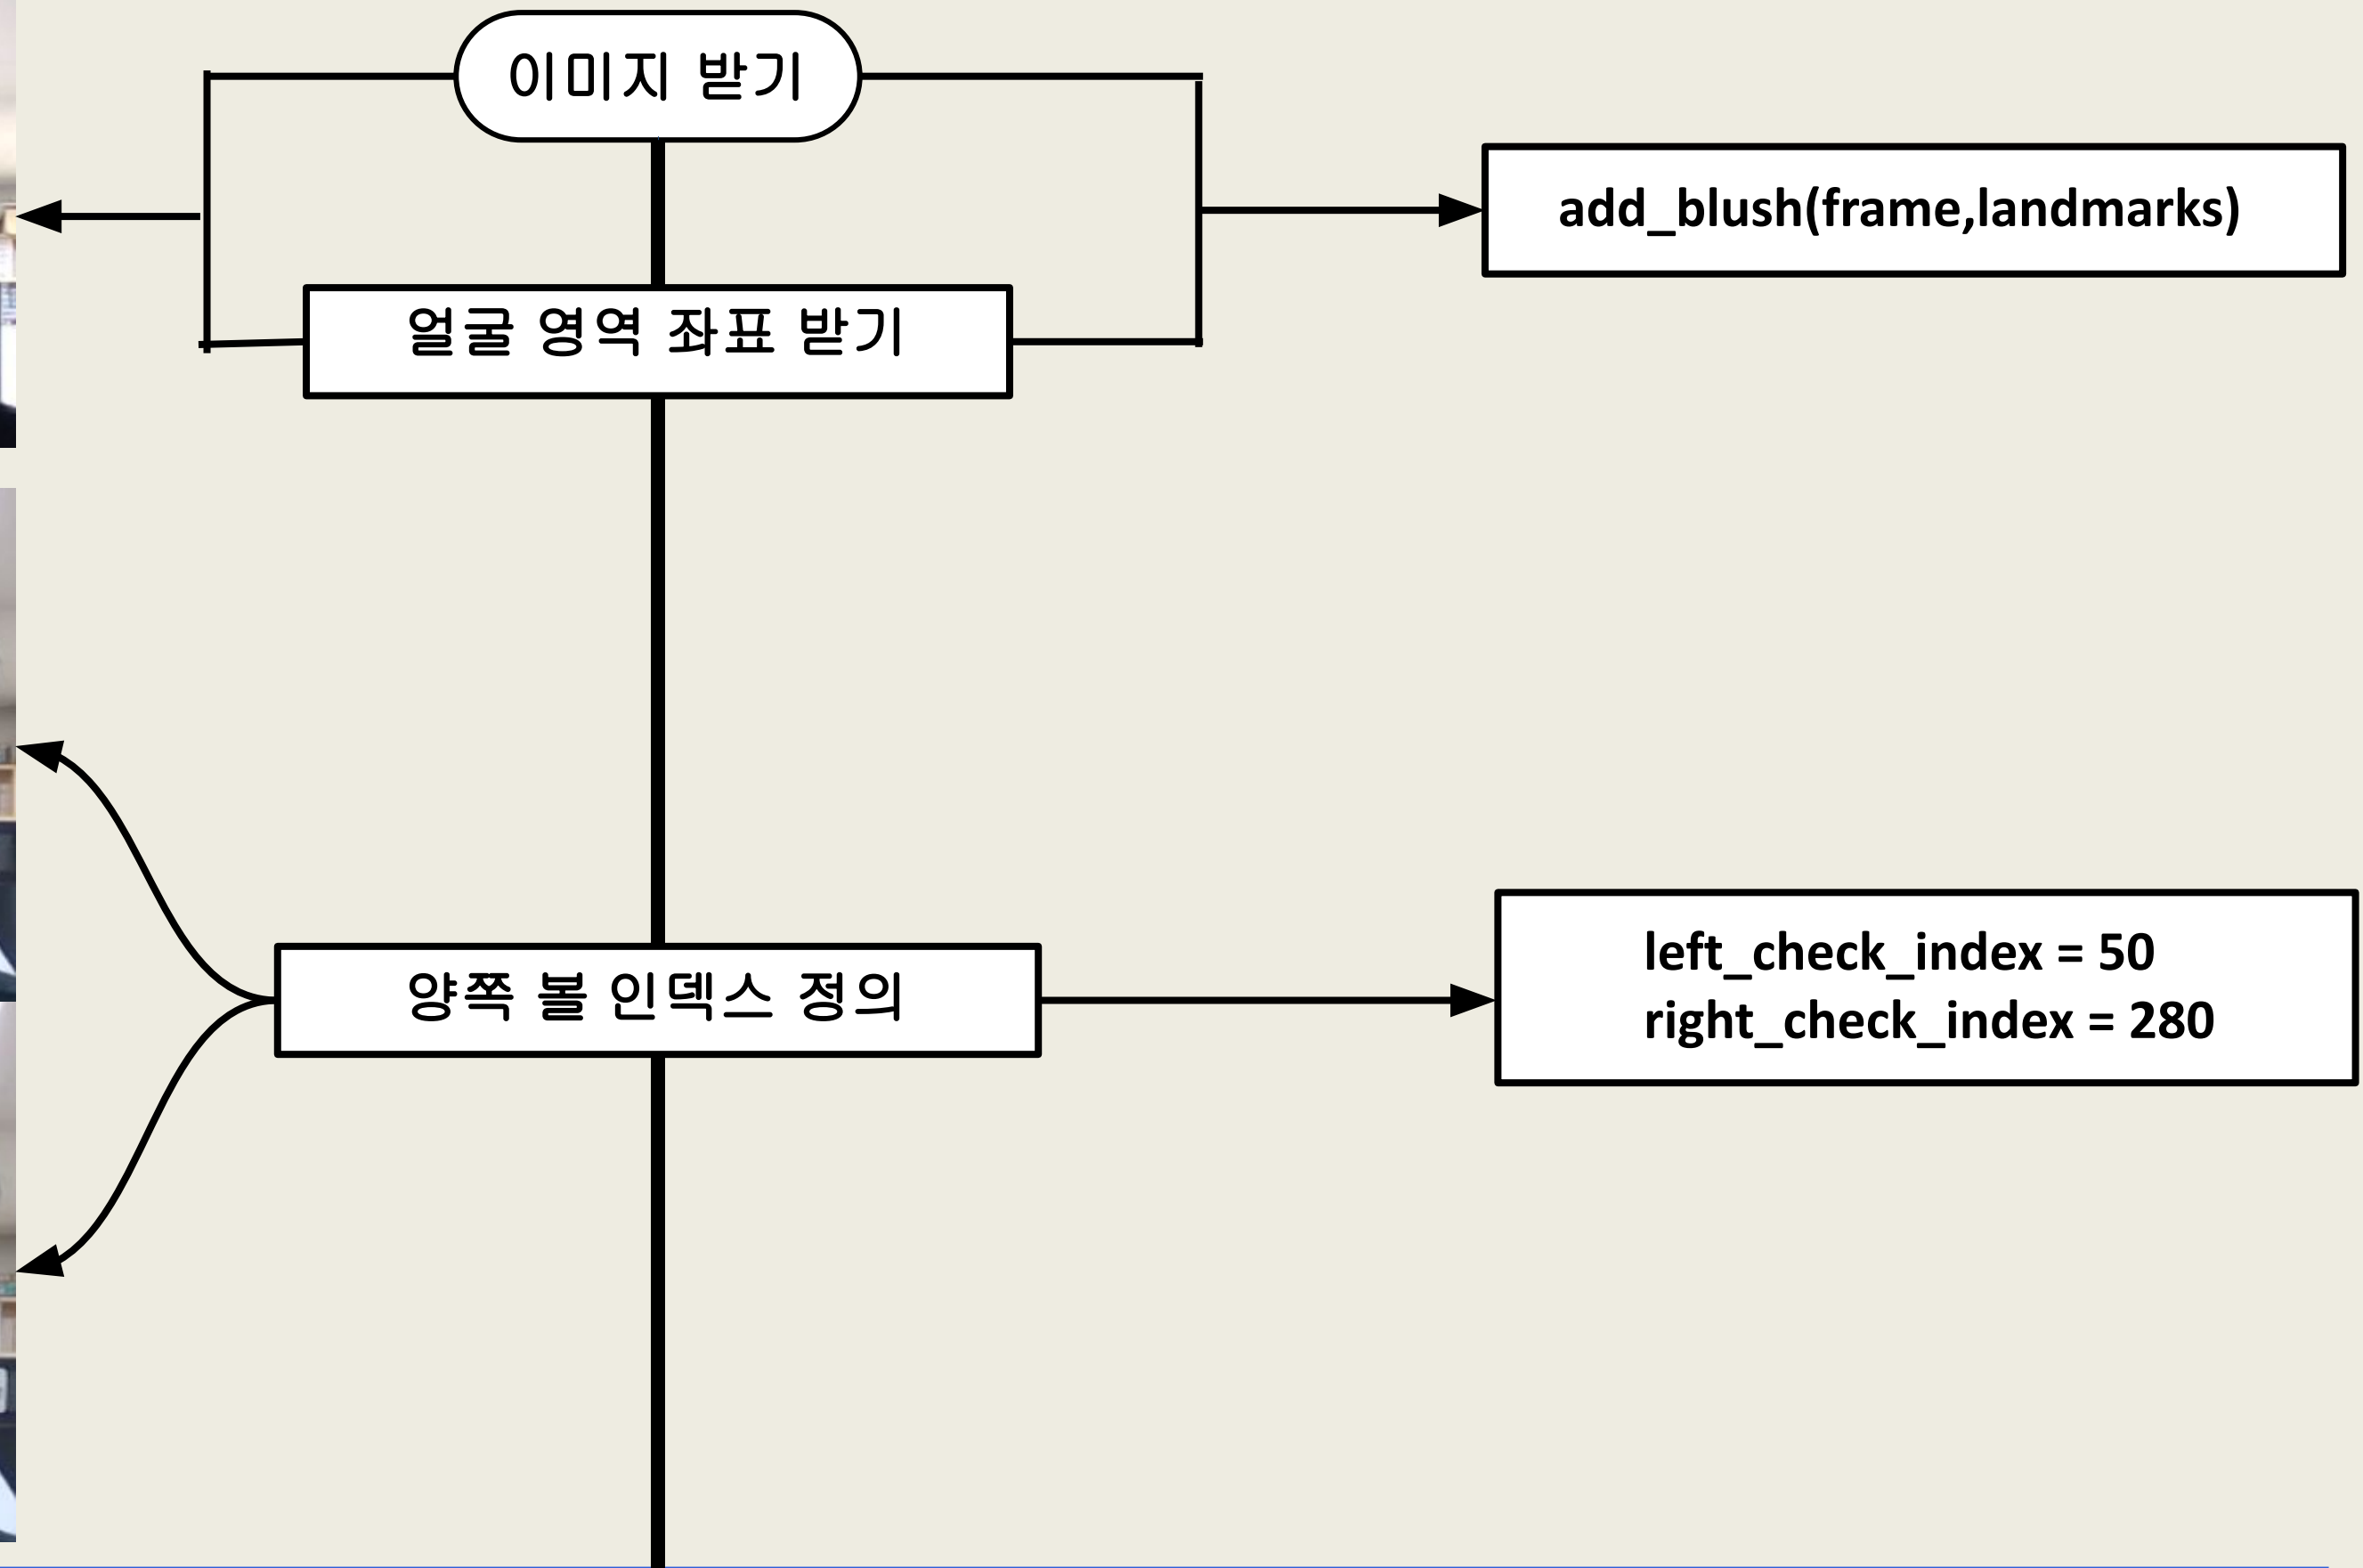 이미지 받기
add_blush(frame,landmarks)
얼굴 영역 좌표 받기
양쪽 볼 인덱스 정의
left_check_index = 50
right_check_index = 280